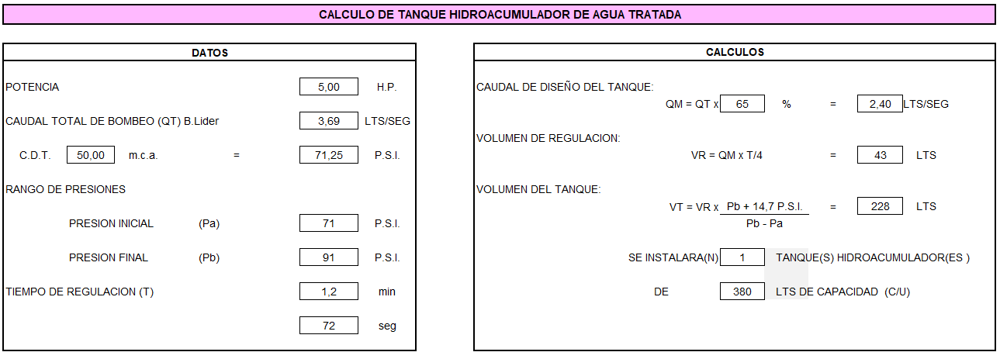 CALCULO DE TANQUE HIDROACUMULADOR DE AGUA TRATADA
DATOS
POTENCIA 5,00 H.P.
CAUDAL TOTAL DE BOMBEO (QT) B.Lider 3,69 LTS/SEG
C.D.T. 50,00 m.c.a. = 71,25 P.S.I.
RANGO DE PRESIONES
PRESION INICIAL (Pa) 71 P.S.I.
PRESION FINAL (Pb) 91 P.S.I.
TIEMPO DE REGULACION (T) 1,2 min
72 seg
CALCULOS
CAUDAL DE DISEÑO DEL TANQUE:
QM = QT x 65 % = 2,40 LTS/SEG
VOLUMEN DE REGULACION:
VR = QM x T/4 = 43 LTS
VOLUMEN DEL TANQUE:
VT = VR x Pb + 14,7 P.S.I. = 228 LTS
Pb - Pa
SE INSTALARA(N) 1 TANQUE(S) HIDROACUMULADOR(ES )
DE 380 LTS DE CAPACIDAD (C/U)